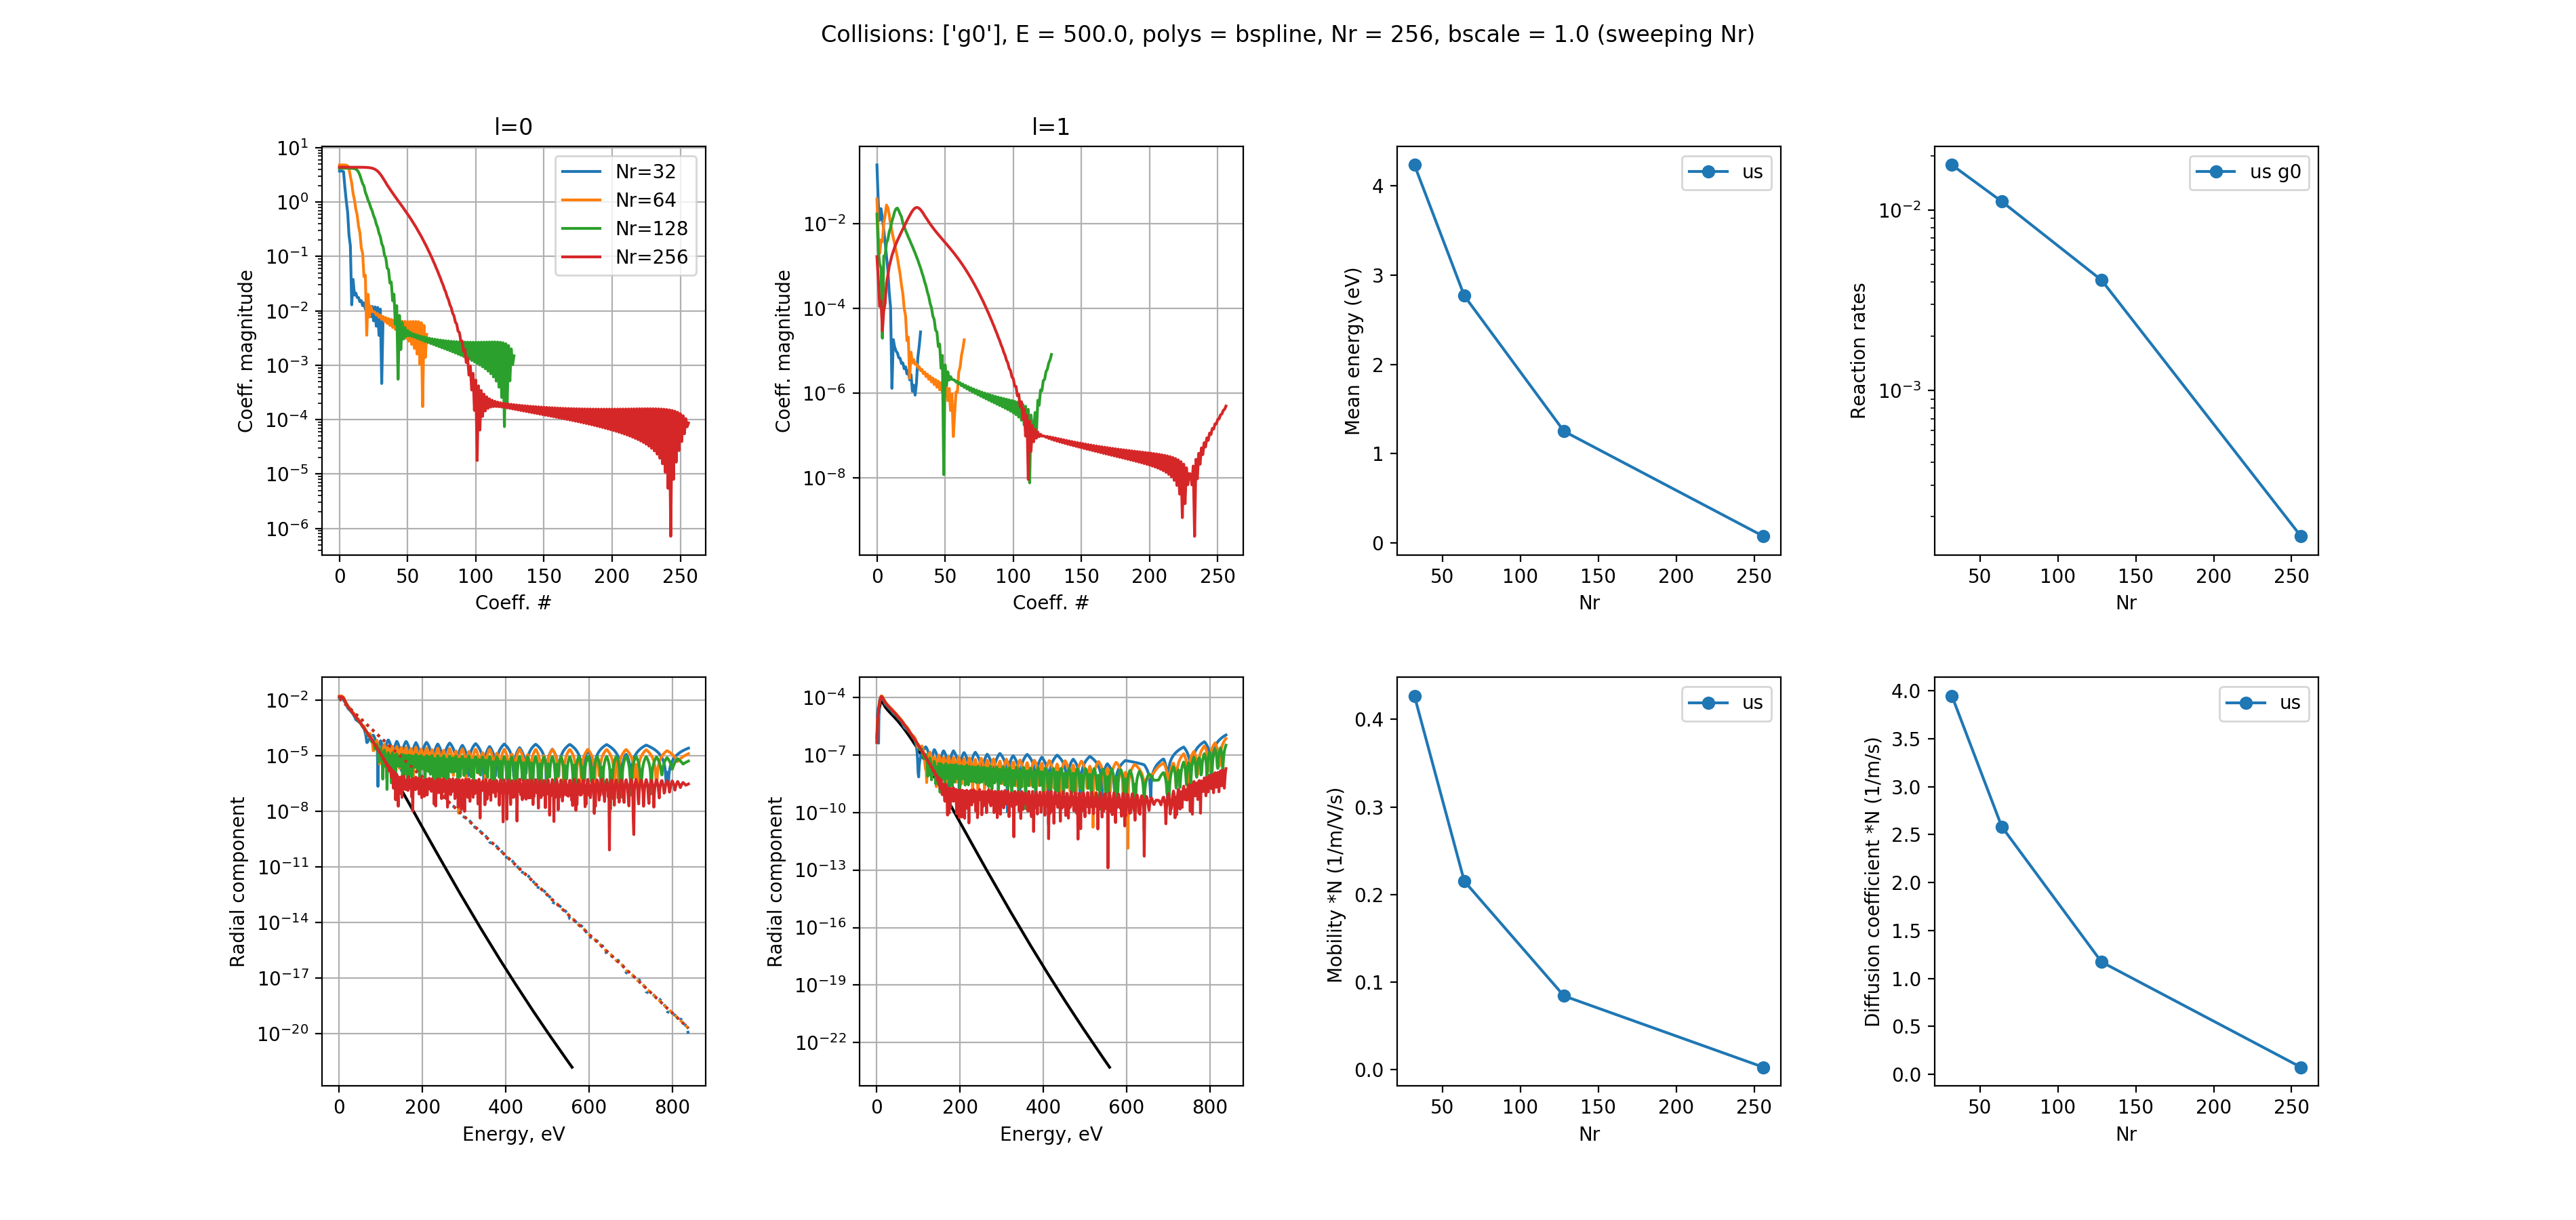 Collisions: ['g0'], E = 500.0, polys = bspline, Nr = 256, bscale = 1.0 (sweeping Nr)
l=0
Coeff. magnitude
10^1
10^0
10^-1
10^-2
10^-3
10^-4
10^-5
10^-6
Nr=32
Nr=64
Nr=128
Nr=256
0 50 100 150 200 250
Coeff. #
l=1
Coeff. magnitude
10^-2
10^-4
10^-6
10^-8
0 50 100 150 200 250
Coeff. #
Mean energy (eV)
4
3
2
1
0
us
50 100 150 200 250
Nr
Reaction rates
10^-2
10^-3
us g0
50 100 150 200 250
Nr
Radial component
10^-2
10^-5
10^-8
10^-11
10^-14
10^-17
10^-20
0 200 400 600 800
Energy, eV
Radial component
10^-4
10^-7
10^-10
10^-13
10^-16
10^-19
10^-22
0 200 400 600 800
Energy, eV
Mobility *N (1/m/V/s)
0.4
0.3
0.2
0.1
0.0
us
50 100 150 200 250
Nr
Diffusion coefficient *N (1/m/s)
4.0
3.5
3.0
2.5
2.0
1.5
1.0
0.5
0.0
us
50 100 150 200 250
Nr